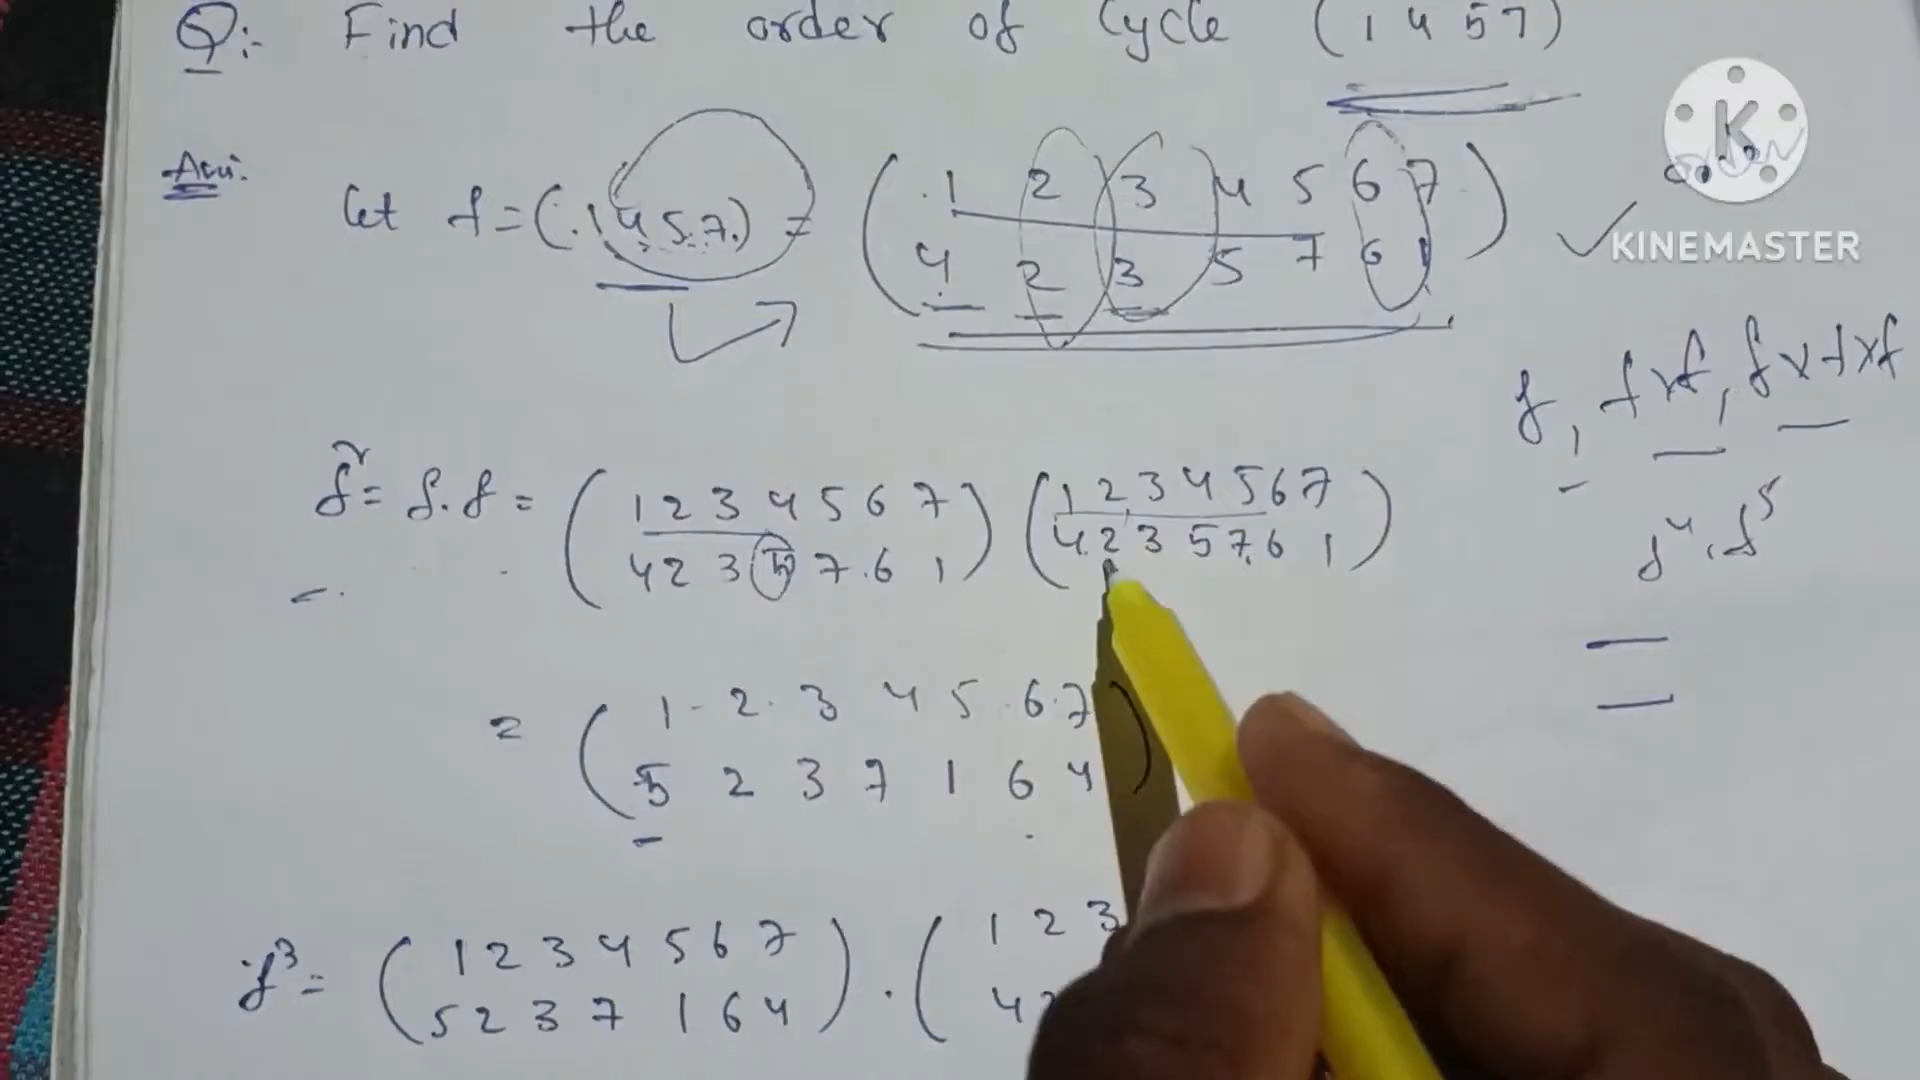 Q:- Find the order of Cycle (1 4 5 7)
Ans:
let f = (1 4 5 7) = ( 1 2 3 4 5 6 7 )
4 2 3 5 7 6 1
KINEMASTER
f, f×f, f×f×f
f⁴, f⁵
f² = f.f = ( 1 2 3 4 5 6 7 ) ( 1 2 3 4 5 6 7 )
4 2 3 5 7 6 1 4 2 3 5 7 6 1
= ( 1 2 3 4 5 6 7 )
5 2 3 7 1 6 4
f³ = ( 1 2 3 4 5 6 7 ) . ( 1 2 3
5 2 3 7 1 6 4 4 2